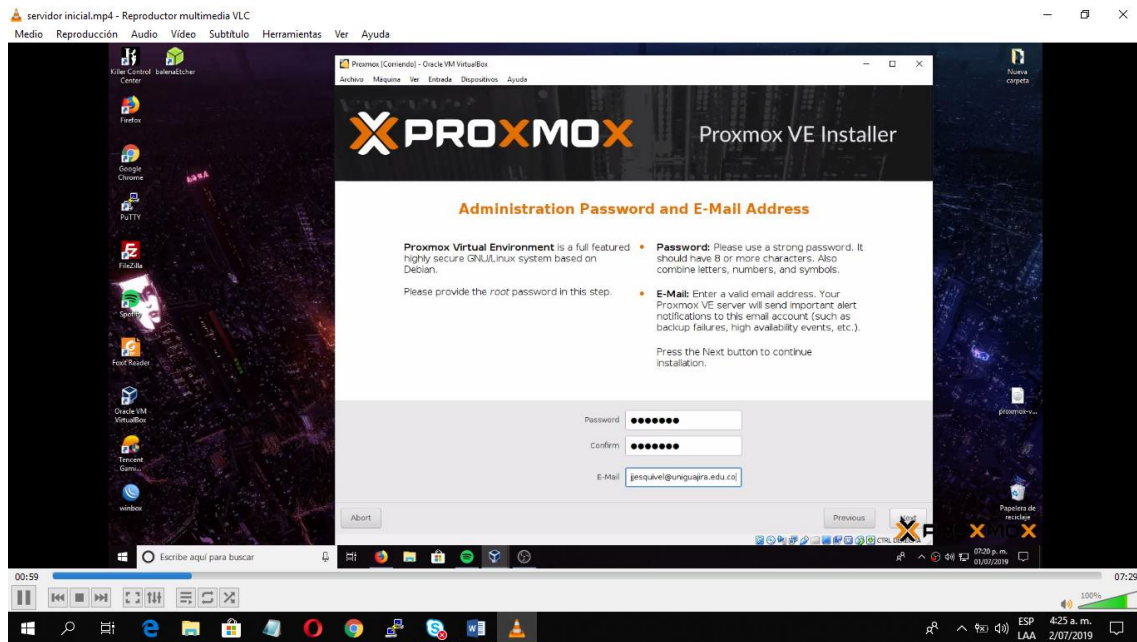 servidor inicial.mp4 - Reproductor multimedia VLC
Medio Reproducción Audio Vídeo Subtítulo Herramientas Ver Ayuda
Killer Control Center
balenaEtcher
Firefox
Google Chrome
PuTTY
FileZilla
Spotify
Foxit Reader
Oracle VM VirtualBox
Tencent Gami...
winbox
Nueva carpeta
proxmox-v...
Papelera de reciclaje
Proxmox [Corriendo] - Oracle VM VirtualBox
Archivo Máquina Ver Entrada Dispositivos Ayuda
PROXMOX
Proxmox VE Installer
Administration Password and E-Mail Address
Proxmox Virtual Environment is a full featured
highly secure GNU/Linux system based on
Debian.
Please provide the root password in this step.
Password: Please use a strong password. It
should have 8 or more characters. Also
combine letters, numbers, and symbols.
E-Mail: Enter a valid email address. Your
Proxmox VE server will send important alert
notifications to this email account (such as
backup failures, high availability events, etc.).
Press the Next button to continue
installation.
Password ●●●●●●●
Confirm ●●●●●●●
E-Mail jjesquivel@uniguajira.edu.co
Abort
Previous
Next
Escribe aquí para buscar
07:20 p. m.
01/07/2019
00:59
07:29
100%
ESP
LAA
4:25 a. m.
2/07/2019